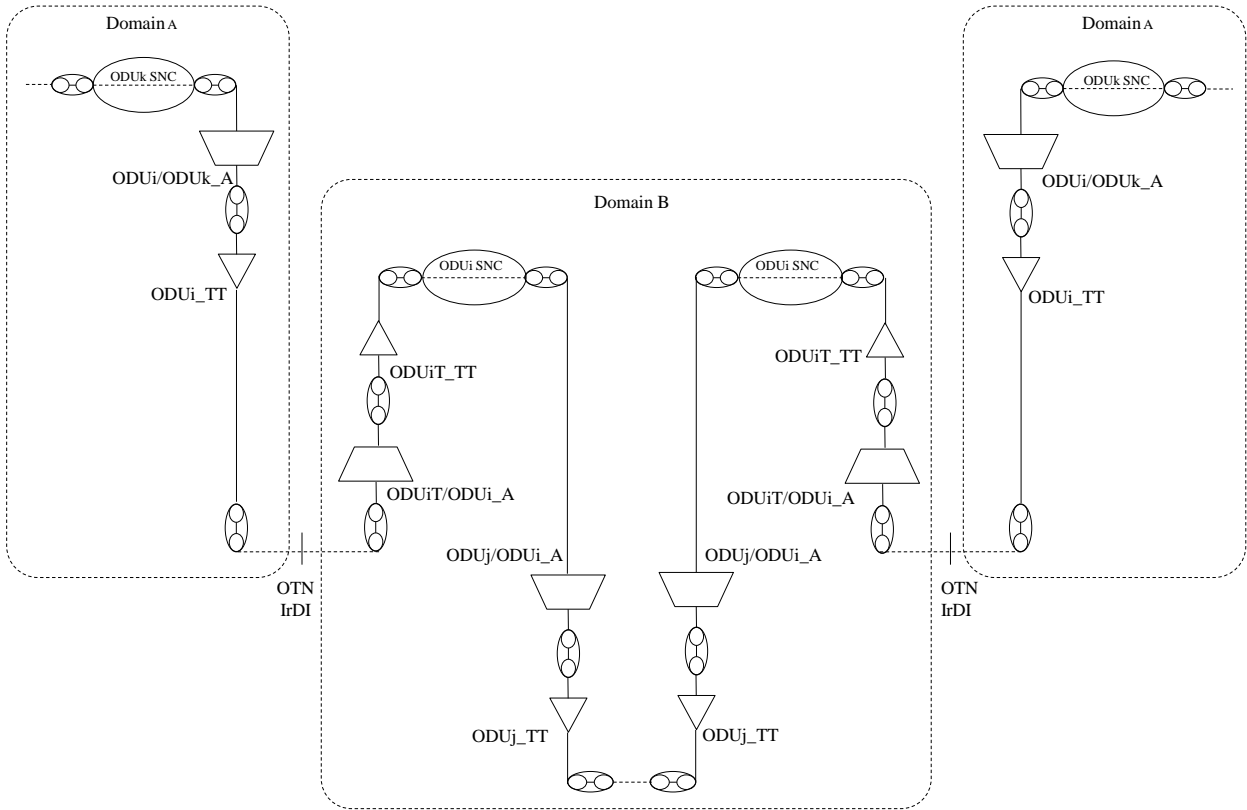 Domain A
ODUk SNC
ODUi/ODUk_A
ODUi_TT
OTN
IrDI
Domain B
ODUi SNC
ODUiT_TT
ODUiT/ODUi_A
ODUj/ODUi_A
ODUj_TT
ODUi SNC
ODUiT_TT
ODUiT/ODUi_A
ODUj/ODUi_A
ODUj_TT
OTN
IrDI
Domain A
ODUk SNC
ODUi/ODUk_A
ODUi_TT